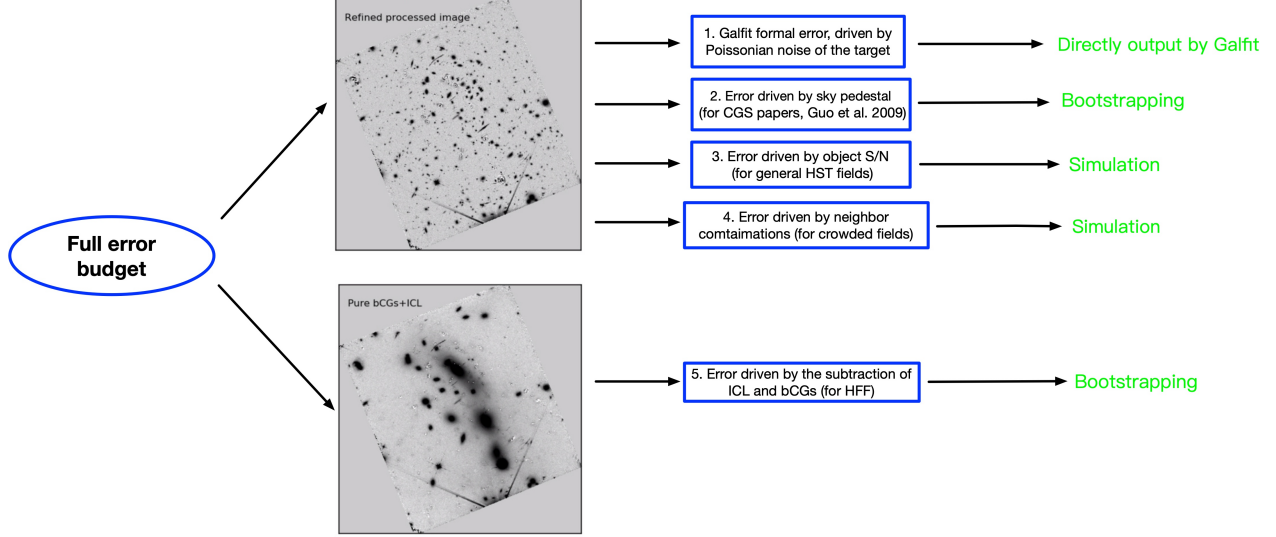 Full error
budget
Refined processed image
1. Galfit formal error, driven by
Poissonian noise of the target
Directly output by Galfit
2. Error driven by sky pedestal
(for CGS papers, Guo et al. 2009)
Bootstrapping
3. Error driven by object S/N
(for general HST fields)
Simulation
4. Error driven by neighbor
comtaimations (for crowded fields)
Simulation
Pure bCGs+ICL
5. Error driven by the subtraction of
ICL and bCGs (for HFF)
Bootstrapping